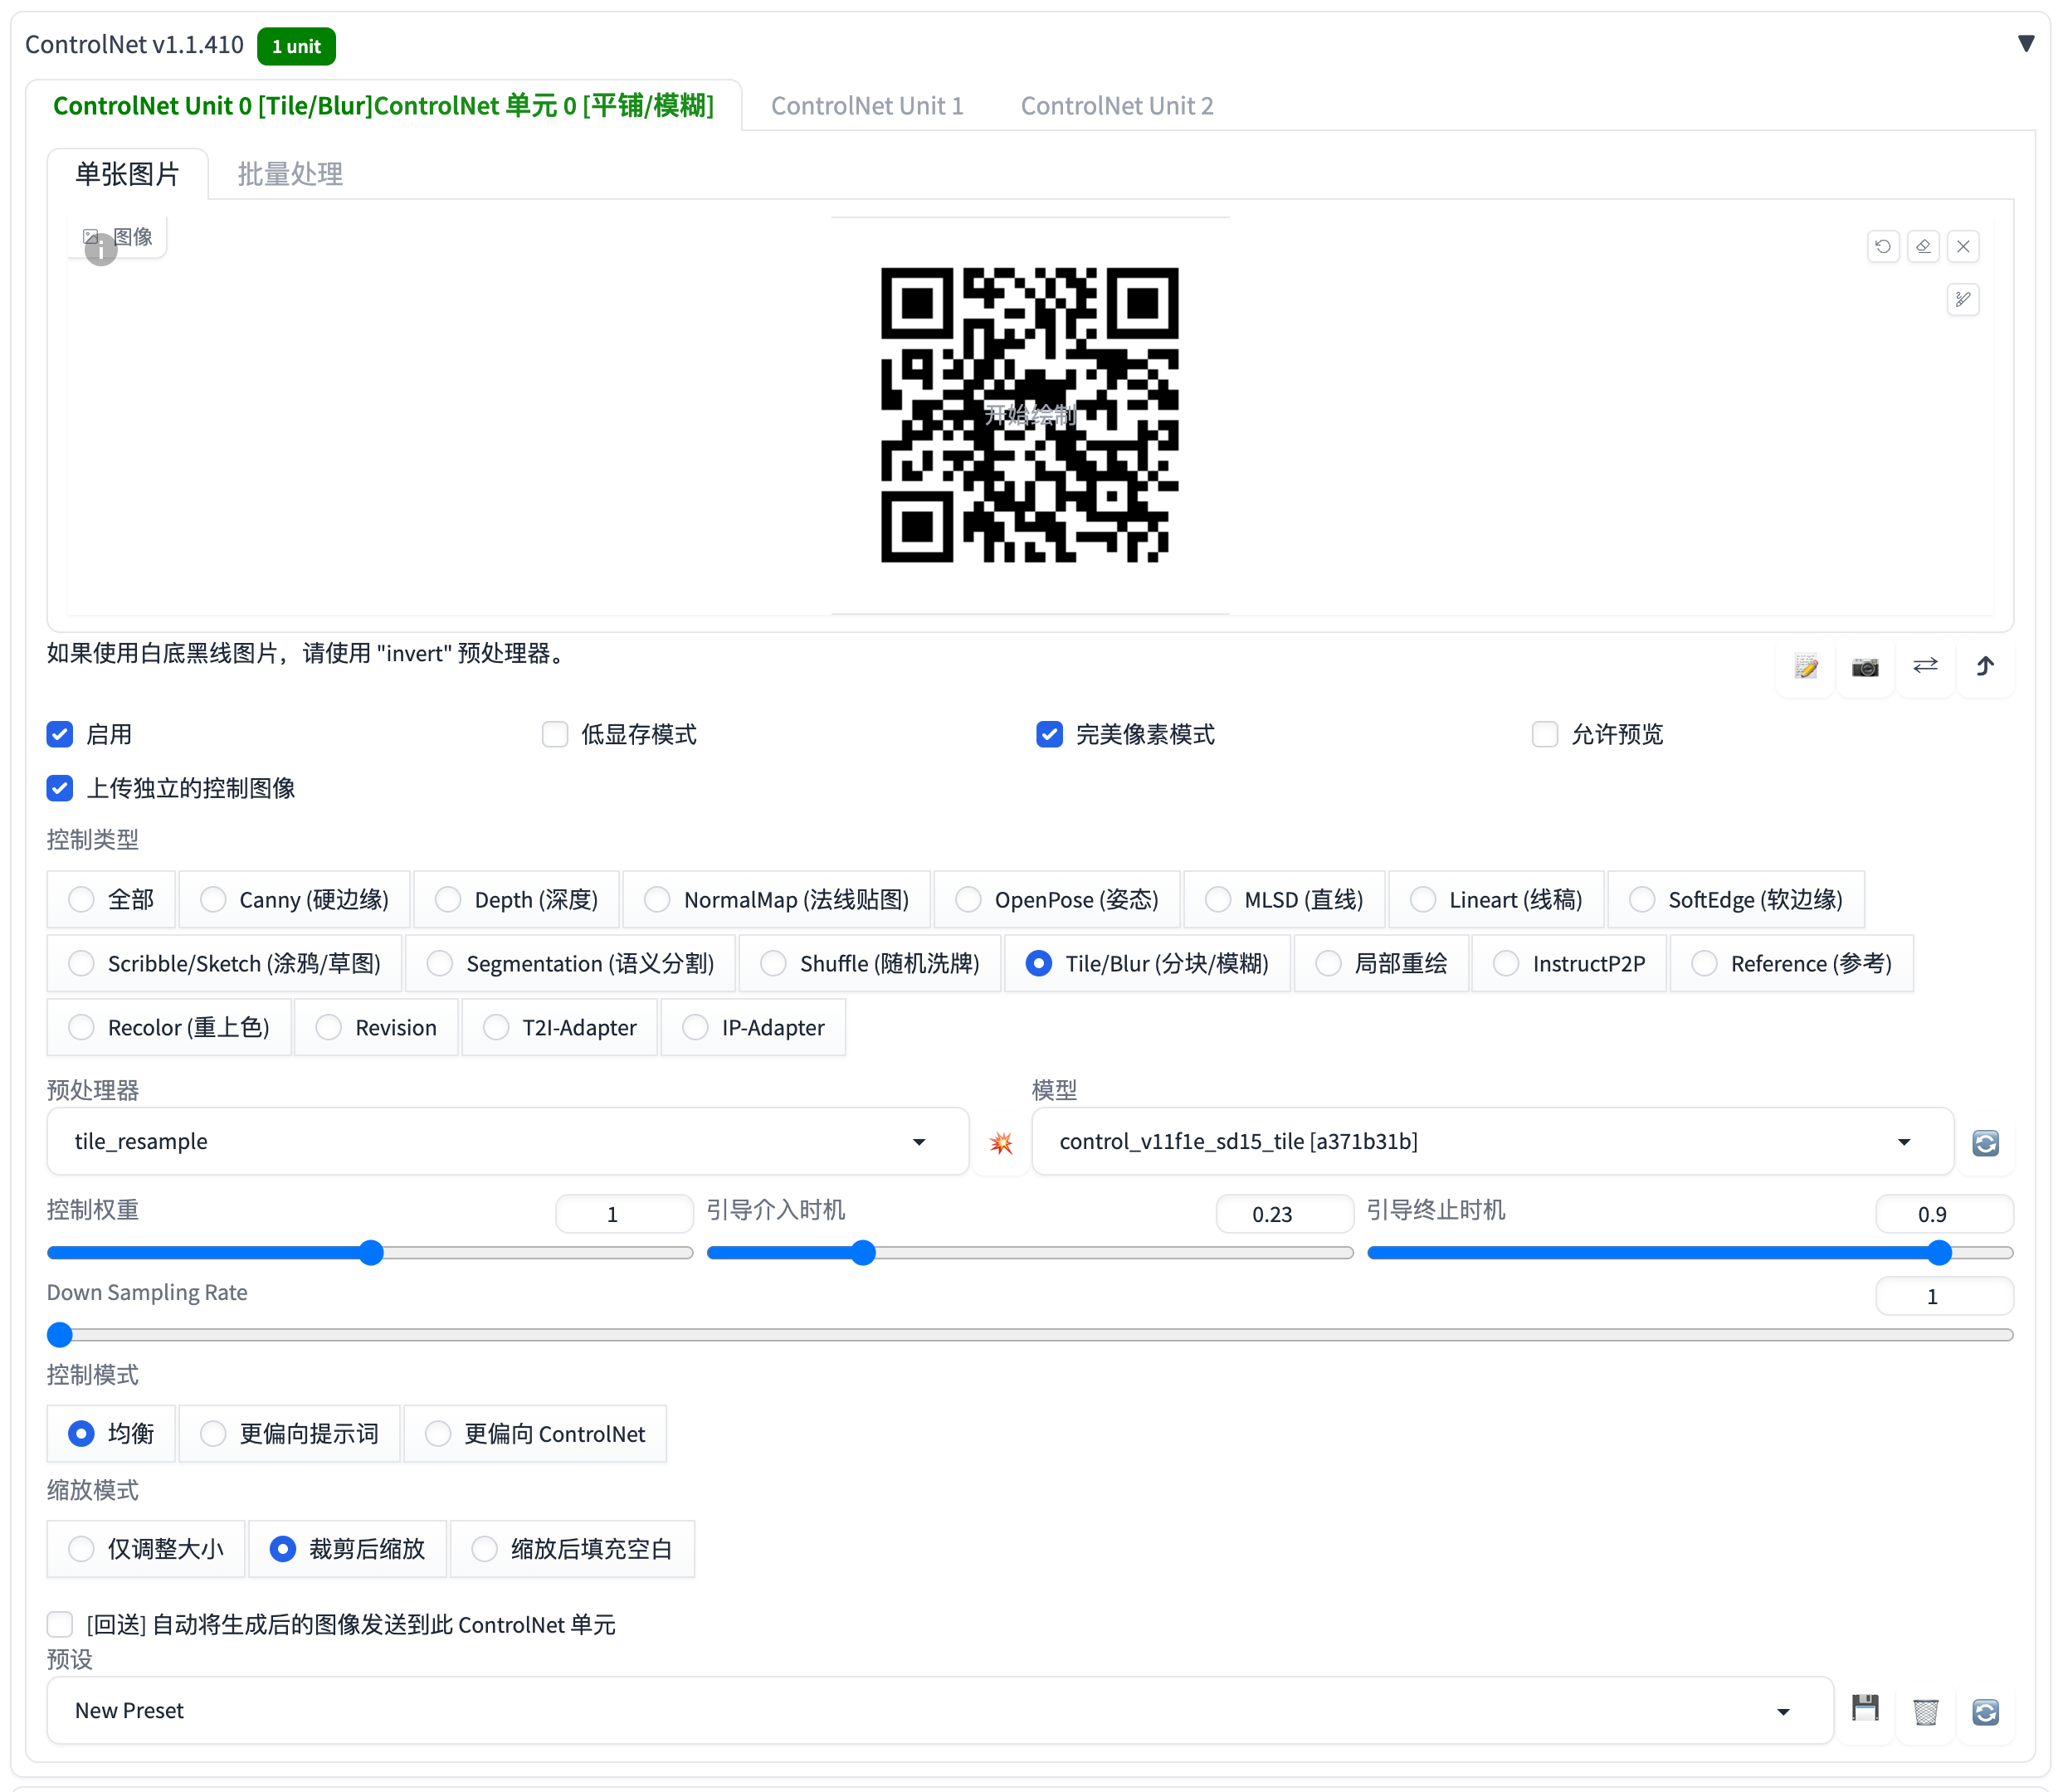 ControlNet v1.1.410 1 unit
ControlNet Unit 0 [Tile/Blur]ControlNet 单元 0 [平铺/模糊] ControlNet Unit 1 ControlNet Unit 2
单张图片 批量处理
图像
开始绘制
如果使用白底黑线图片，请使用 "invert" 预处理器。
启用 低显存模式 完美像素模式 允许预览
上传独立的控制图像
控制类型
全部 Canny (硬边缘) Depth (深度) NormalMap (法线贴图) OpenPose (姿态) MLSD (直线) Lineart (线稿) SoftEdge (软边缘)
Scribble/Sketch (涂鸦/草图) Segmentation (语义分割) Shuffle (随机洗牌) Tile/Blur (分块/模糊) 局部重绘 InstructP2P Reference (参考)
Recolor (重上色) Revision T2I-Adapter IP-Adapter
预处理器 模型
tile_resample control_v11f1e_sd15_tile [a371b31b]
控制权重 1 引导介入时机 0.23 引导终止时机 0.9
Down Sampling Rate 1
控制模式
均衡 更偏向提示词 更偏向 ControlNet
缩放模式
仅调整大小 裁剪后缩放 缩放后填充空白
[回送] 自动将生成后的图像发送到此 ControlNet 单元
预设
New Preset